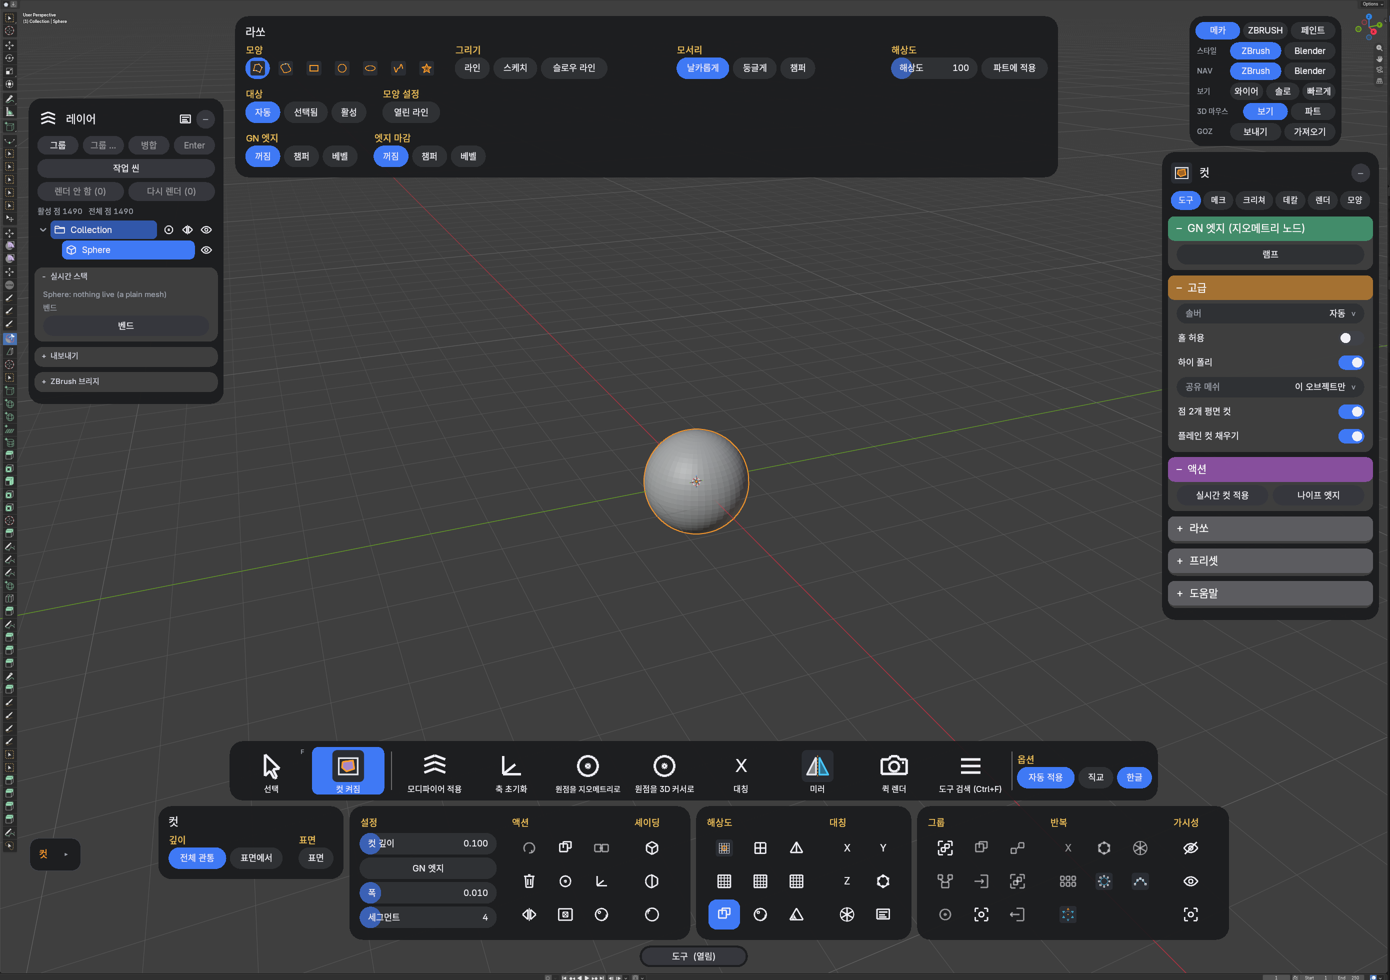 Options
User Perspective
(1) Collection | Sphere
라쏘
모양
그리기
라인
스케치
슬로우 라인
모서리
날카롭게
둥글게
챔퍼
해상도
해상도 100
파트에 적용
대상
자동
선택됨
활성
모양 설정
열린 라인
GN 엣지
꺼짐
챔퍼
베벨
엣지 마감
꺼짐
챔퍼
베벨
메카
ZBRUSH
페인트
스타일
ZBrush
Blender
NAV
ZBrush
Blender
보기
와이어
솔로
빠르게
3D 마우스
보기
파트
GOZ
보내기
가져오기
레이어
그룹
그룹 ...
병합
Enter
작업 씬
렌더 안 함 (0)
다시 렌더 (0)
활성 점 1490 전체 점 1490
Collection
Sphere
- 실시간 스택
Sphere: nothing live (a plain mesh)
벤드
벤드
+ 내보내기
+ ZBrush 브리지
컷
도구
메크
크리쳐
데칼
렌더
모양
− GN 엣지 (지오메트리 노드)
램프
− 고급
솔버 자동
홀 허용
하이 폴리
공유 메쉬 이 오브젝트만
점 2개 평면 컷
플레인 컷 채우기
− 액션
실시간 컷 적용
나이프 엣지
+ 라쏘
+ 프리셋
+ 도움말
선택
F
컷 켜짐
모디파이어 적용
축 초기화
원점을 지오메트리로
원점을 3D 커서로
X
대칭
미러
퀵 렌더
도구 검색 (Ctrl+F)
옵션
자동 적용
직교
한글
컷
컷
깊이
전체 관통
표면에서
표면
표면
설정
컷 깊이 0.100
GN 엣지
폭 0.010
세그먼트 4
액션
셰이딩
해상도
대칭
X
Y
Z
그룹
반복
X
가시성
도구 (열림)